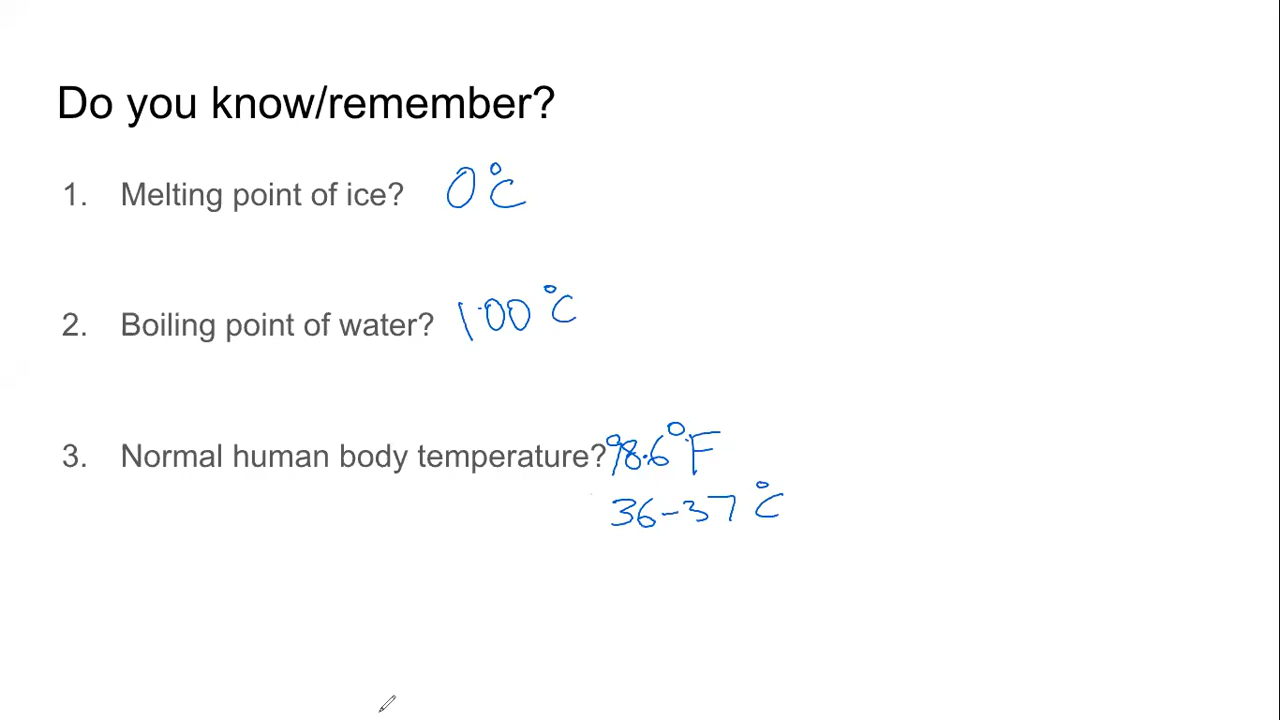 Do you know/remember?
1. Melting point of ice? 0°C
2. Boiling point of water? 100°C
3. Normal human body temperature? 98.6°F
36-37°C